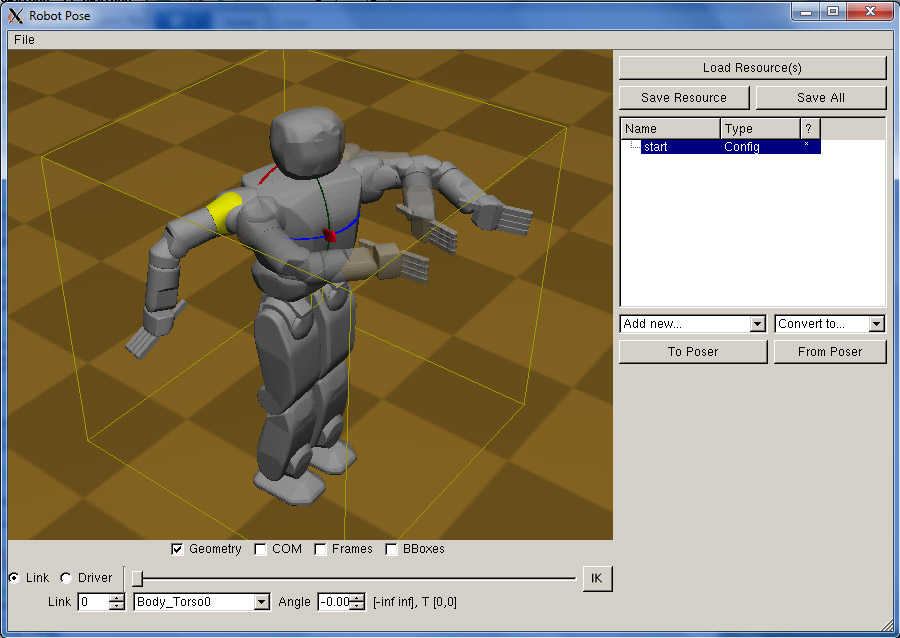 Robot Pose
File
Load Resource(s)
Save Resource Save All
Name Type ?
start Config *
Add new... Convert to...
To Poser From Poser
Geometry COM Frames BBoxes
Link Driver IK
Link 0 Body_Torso0 Angle -0.00 [-inf inf], T [0,0]